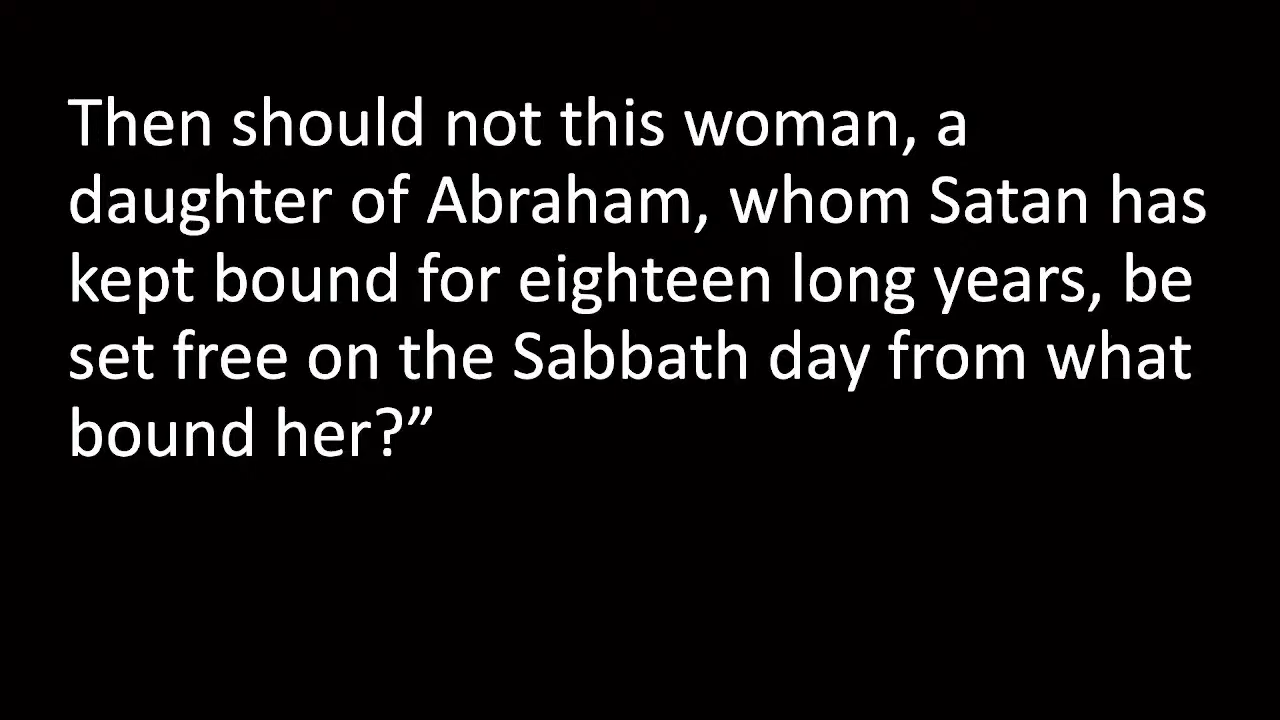 Then should not this woman, a
daughter of Abraham, whom Satan has
kept bound for eighteen long years, be
set free on the Sabbath day from what
bound her?”